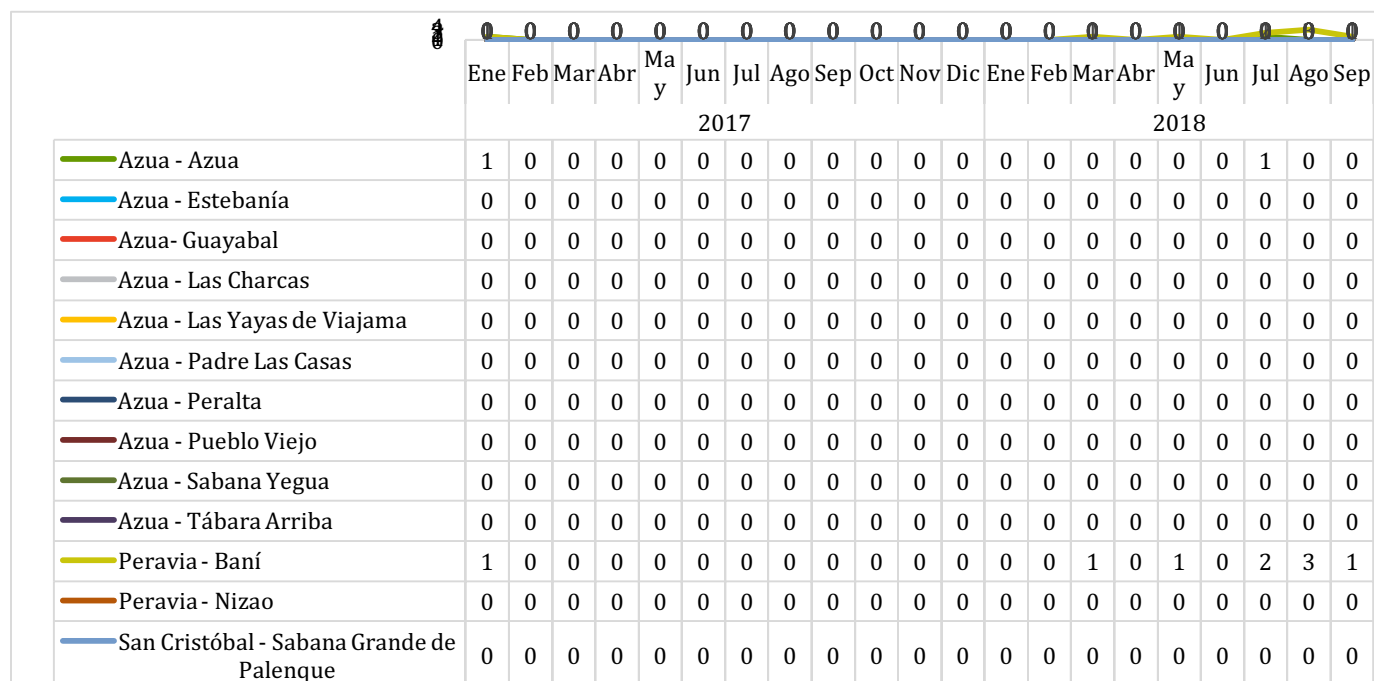 0 0 0 0 0 0 0 0 0 0 0 0 0 0 0 0 0 0 0 0 0
Ene Feb Mar Abr May Jun Jul Ago Sep Oct Nov Dic Ene Feb Mar Abr May Jun Jul Ago Sep
2017 2018
Azua - Azua 1 0 0 0 0 0 0 0 0 0 0 0 0 0 0 0 0 0 1 0 0
Azua - Estebanía 0 0 0 0 0 0 0 0 0 0 0 0 0 0 0 0 0 0 0 0 0
Azua- Guayabal 0 0 0 0 0 0 0 0 0 0 0 0 0 0 0 0 0 0 0 0 0
Azua - Las Charcas 0 0 0 0 0 0 0 0 0 0 0 0 0 0 0 0 0 0 0 0 0
Azua - Las Yayas de Viajama 0 0 0 0 0 0 0 0 0 0 0 0 0 0 0 0 0 0 0 0 0
Azua - Padre Las Casas 0 0 0 0 0 0 0 0 0 0 0 0 0 0 0 0 0 0 0 0 0
Azua - Peralta 0 0 0 0 0 0 0 0 0 0 0 0 0 0 0 0 0 0 0 0 0
Azua - Pueblo Viejo 0 0 0 0 0 0 0 0 0 0 0 0 0 0 0 0 0 0 0 0 0
Azua - Sabana Yegua 0 0 0 0 0 0 0 0 0 0 0 0 0 0 0 0 0 0 0 0 0
Azua - Tábara Arriba 0 0 0 0 0 0 0 0 0 0 0 0 0 0 0 0 0 0 0 0 0
Peravia - Baní 1 0 0 0 0 0 0 0 0 0 0 0 0 0 1 0 1 0 2 3 1
Peravia - Nizao 0 0 0 0 0 0 0 0 0 0 0 0 0 0 0 0 0 0 0 0 0
San Cristóbal - Sabana Grande de
Palenque 0 0 0 0 0 0 0 0 0 0 0 0 0 0 0 0 0 0 0 0 0